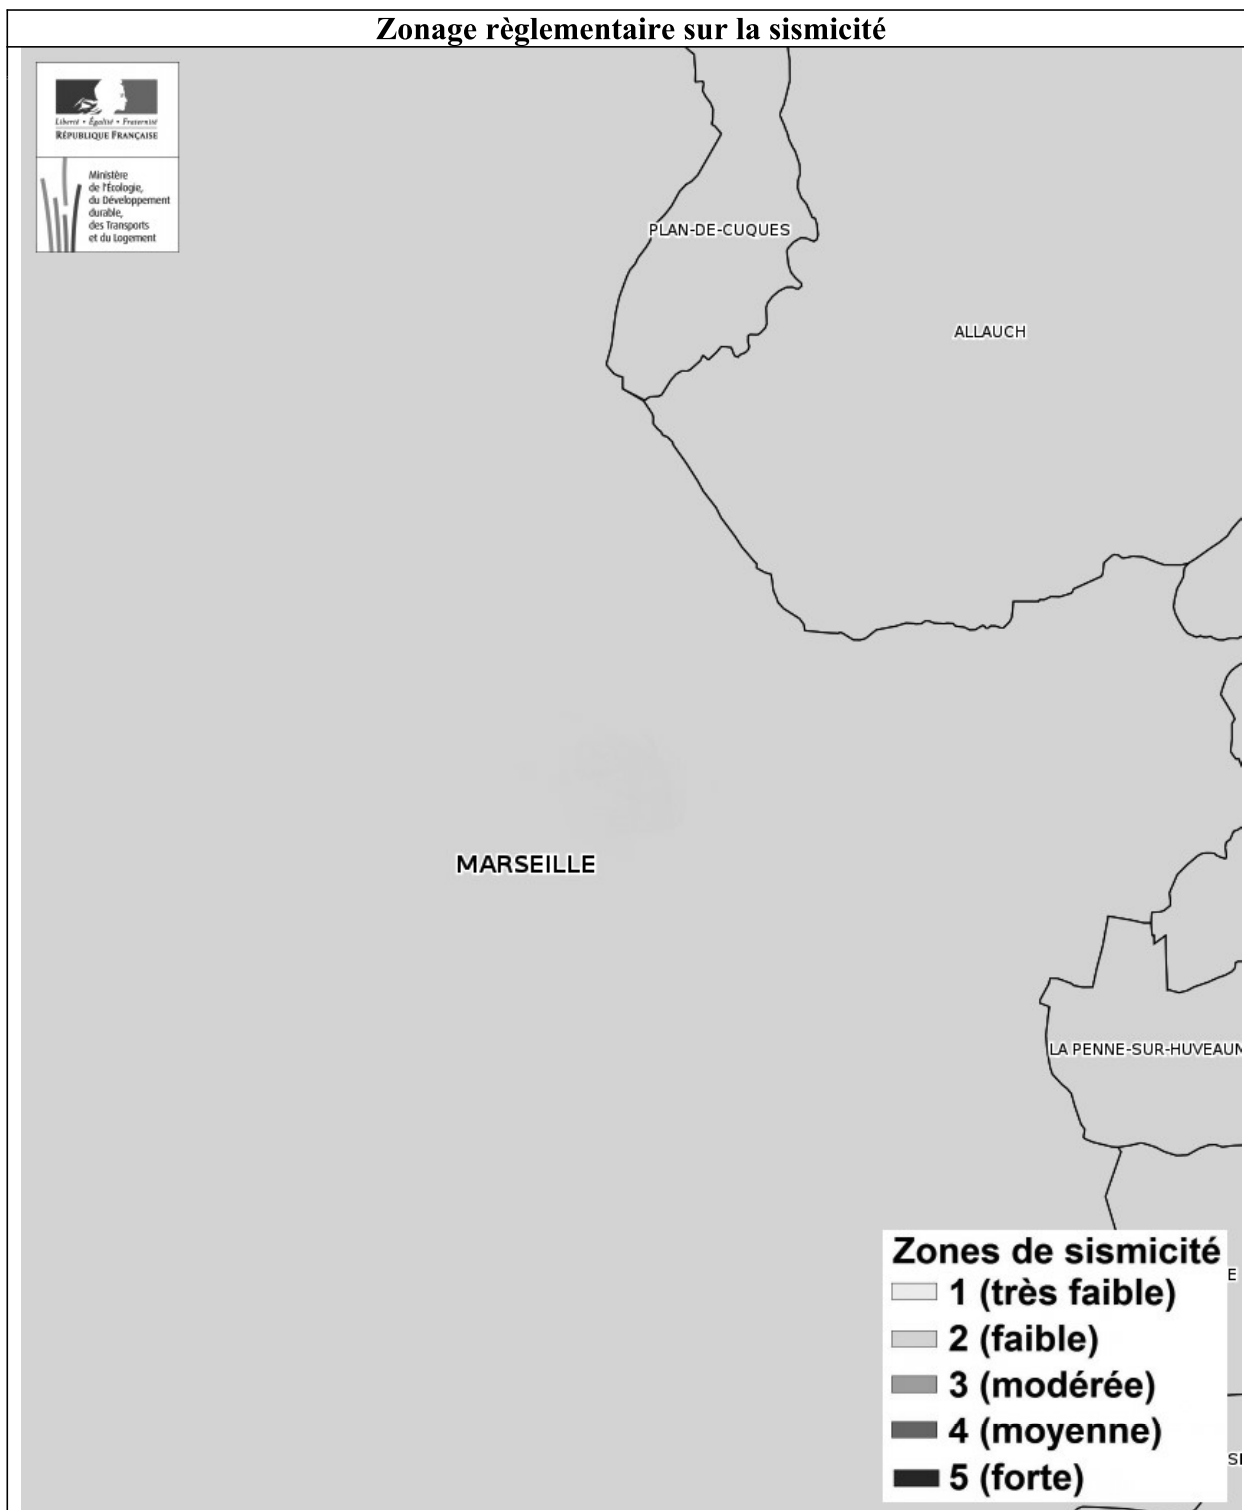 Zonage règlementaire sur la sismicité
Liberté • Égalité • Fraternité
RÉPUBLIQUE FRANÇAISE
Ministère
de l'Écologie,
du Développement
durable,
des Transports
et du Logement
PLAN-DE-CUQUES
ALLAUCH
MARSEILLE
LA PENNE-SUR-HUVEAUN
Zones de sismicité
E
1 (très faible)
2 (faible)
3 (modérée)
4 (moyenne)
5 (forte)